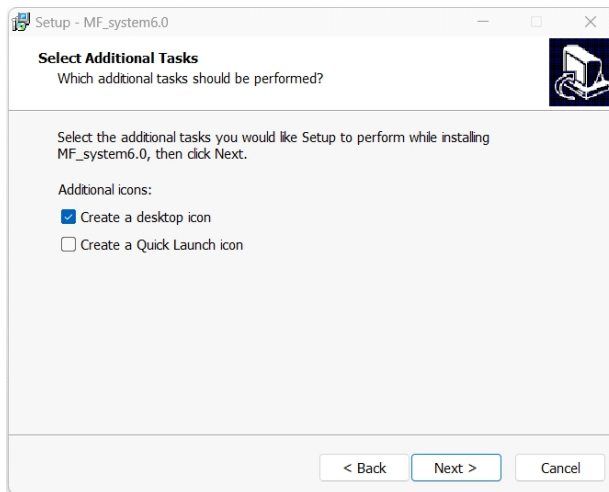 Setup - MF_system6.0
Select Additional Tasks
Which additional tasks should be performed?
Select the additional tasks you would like Setup to perform while installing
MF_system6.0, then click Next.
Additional icons:
Create a desktop icon
Create a Quick Launch icon
< Back Next > Cancel